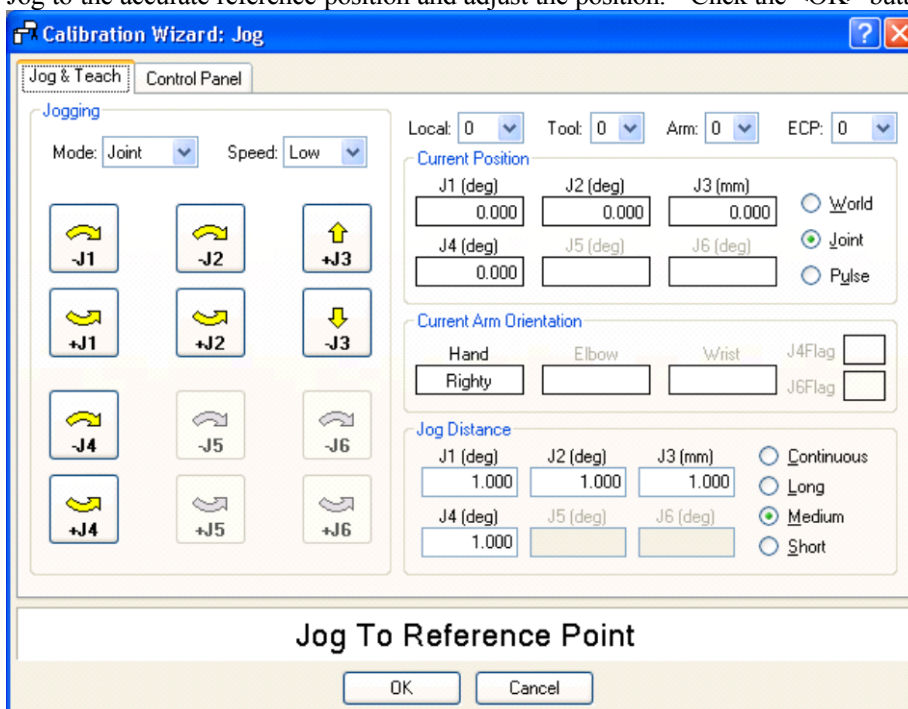 Jog to the accurate reference position and adjust the position. Click the <OK> butt
Calibration Wizard: Jog
Jog & Teach
Control Panel
Jogging
Mode: Joint
Speed: Low
-J1
-J2
+J3
+J1
+J2
-J3
-J4
-J5
-J6
+J4
+J5
+J6
Local: 0
Tool: 0
Arm: 0
ECP: 0
Current Position
J1 (deg)
J2 (deg)
J3 (mm)
0.000
0.000
0.000
J4 (deg)
J5 (deg)
J6 (deg)
0.000
World
Joint
Pulse
Current Arm Orientation
Hand
Elbow
Wrist
Righty
J4Flag
J6Flag
Jog Distance
J1 (deg)
J2 (deg)
J3 (mm)
1.000
1.000
1.000
J4 (deg)
J5 (deg)
J6 (deg)
1.000
Continuous
Long
Medium
Short
Jog To Reference Point
OK
Cancel